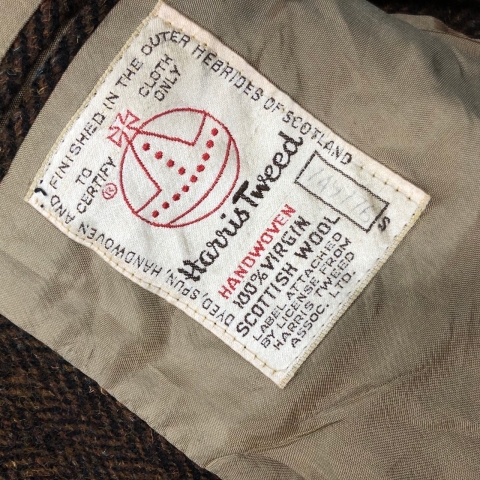 DYED, SPUN, HANDWOVEN AND FINISHED IN THE OUTER HEBRIDES OF SCOTLAND
TO
CERTIFY
CLOTH
ONLY
®
Harris Tweed
HANDWOVEN
100% VIRGIN
SCOTTISH WOOL
LABEL ATTACHED
BY LICENSE FROM
HARRIS TWEED
ASSOC. LTD.
S